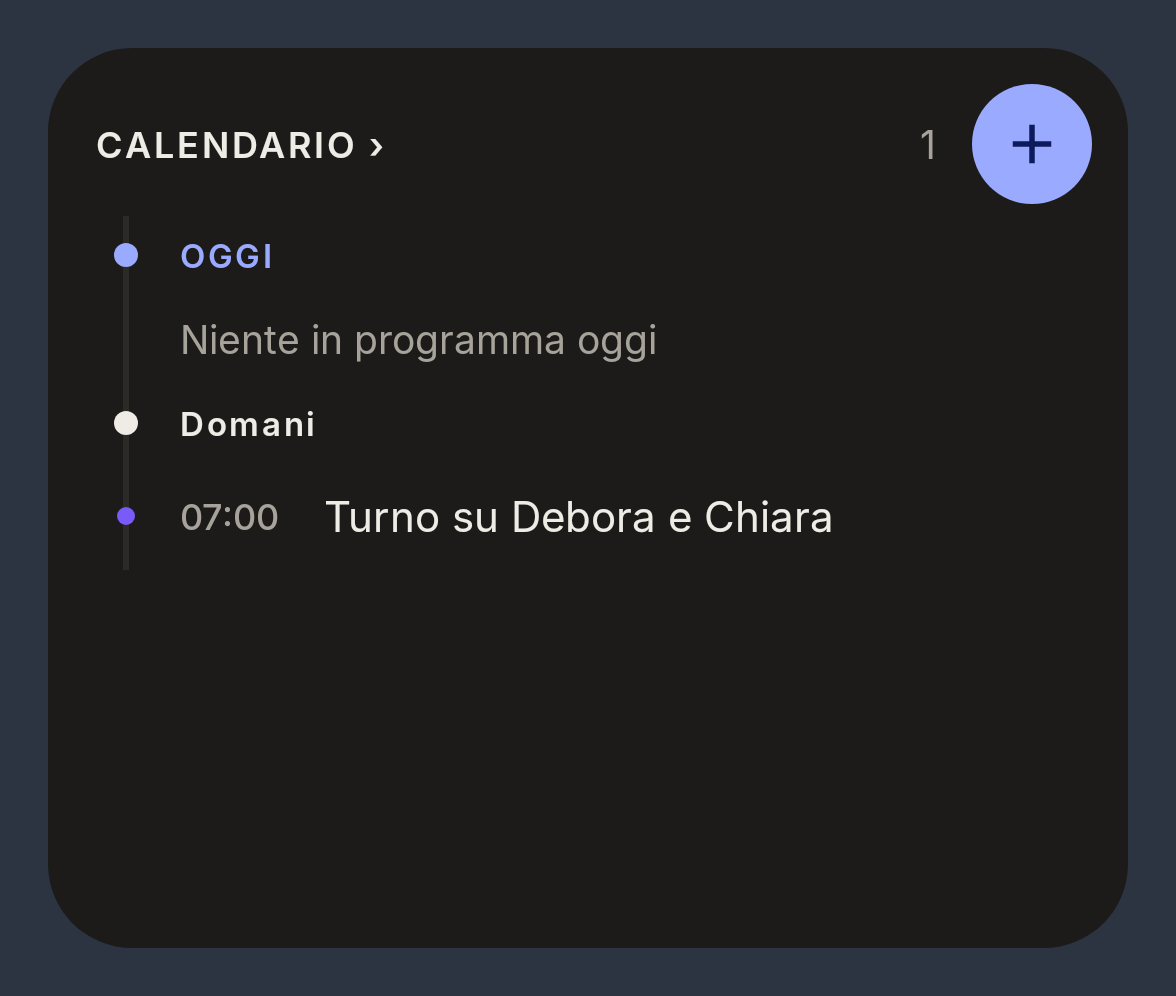 CALENDARIO ›
1
+
OGGI
Niente in programma oggi
Domani
07:00 Turno su Debora e Chiara